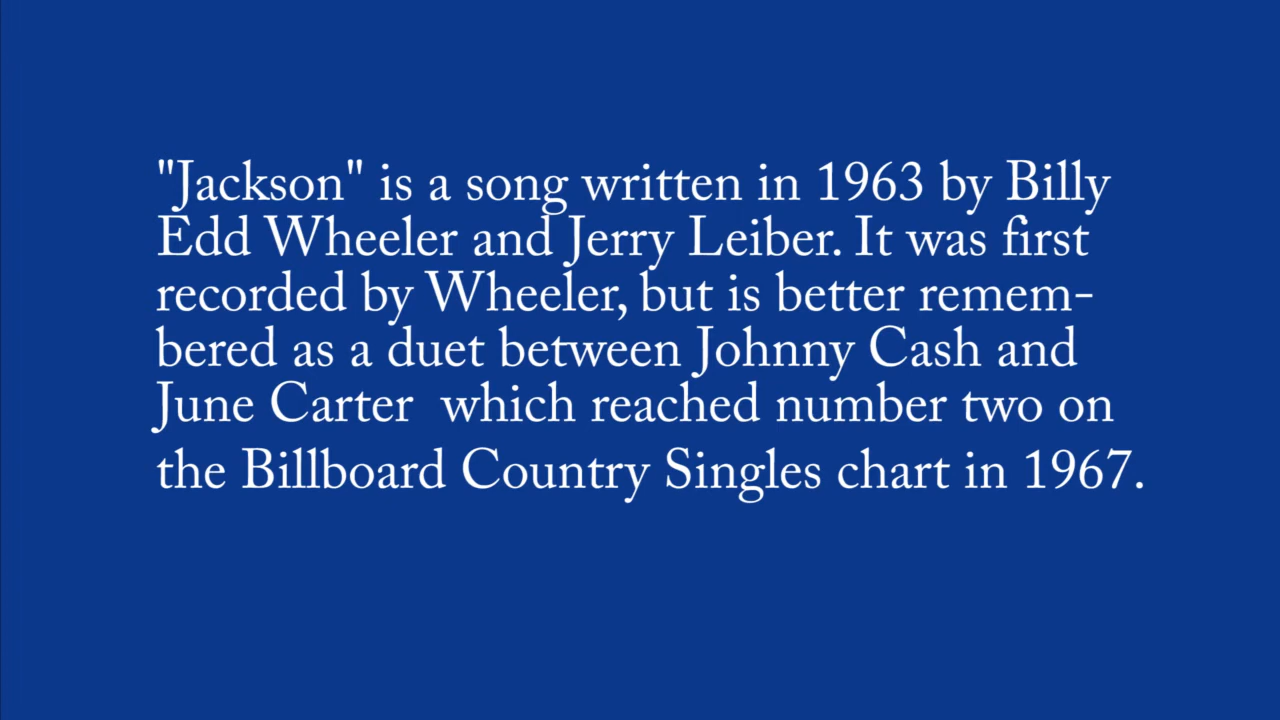 "Jackson" is a song written in 1963 by Billy
Edd Wheeler and Jerry Leiber. It was first
recorded by Wheeler, but is better remem-
bered as a duet between Johnny Cash and
June Carter  which reached number two on
the Billboard Country Singles chart in 1967.